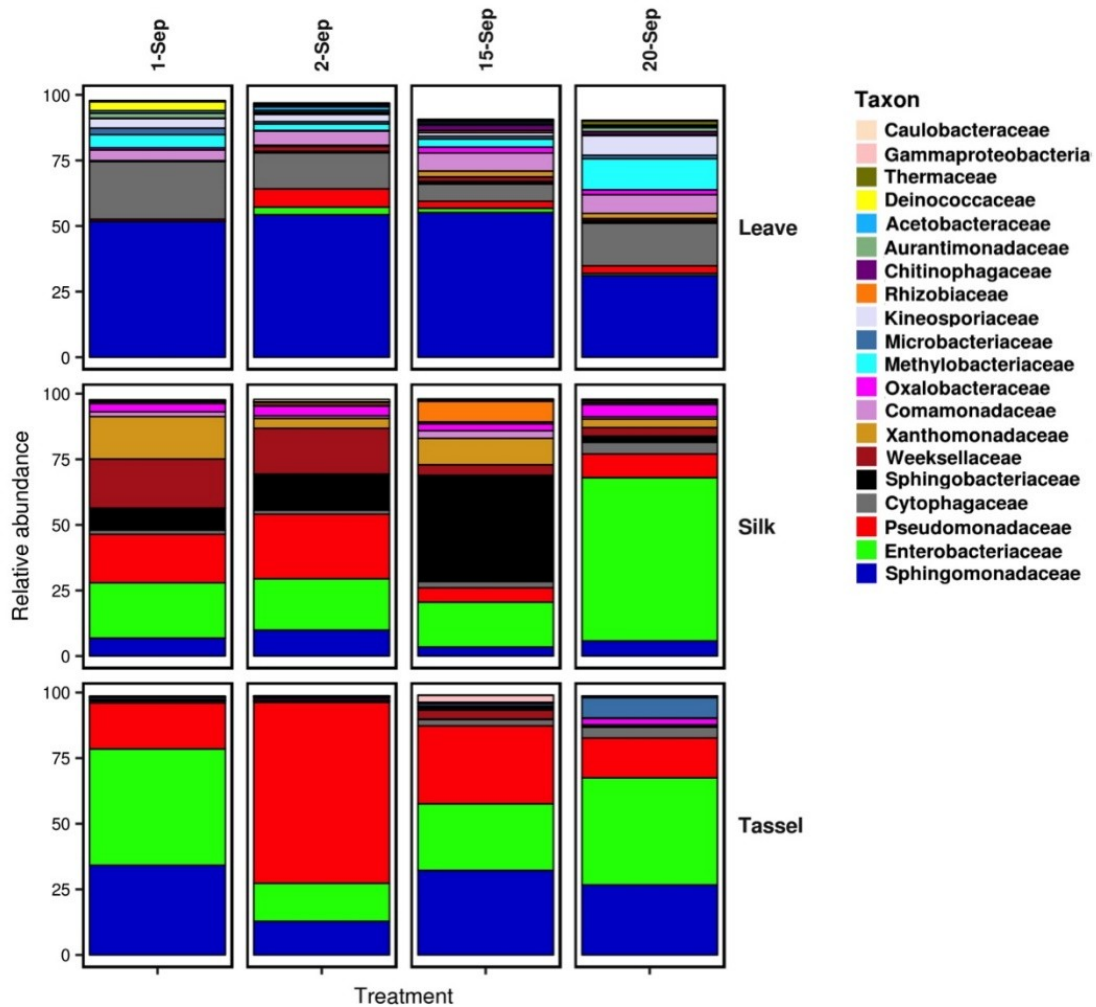 1-Sep
2-Sep
15-Sep
20-Sep
100
75
50
25
0
Leave
100
75
50
25
0
Silk
100
75
50
25
0
Tassel
Relative abundance
Treatment
Taxon
Caulobacteraceae
Gammaproteobacteria
Thermaceae
Deinococcaceae
Acetobacteraceae
Aurantimonadaceae
Chitinophagaceae
Rhizobiaceae
Kineosporiaceae
Microbacteriaceae
Methylobacteriaceae
Oxalobacteraceae
Comamonadaceae
Xanthomonadaceae
Weeksellaceae
Sphingobacteriaceae
Cytophagaceae
Pseudomonadaceae
Enterobacteriaceae
Sphingomonadaceae